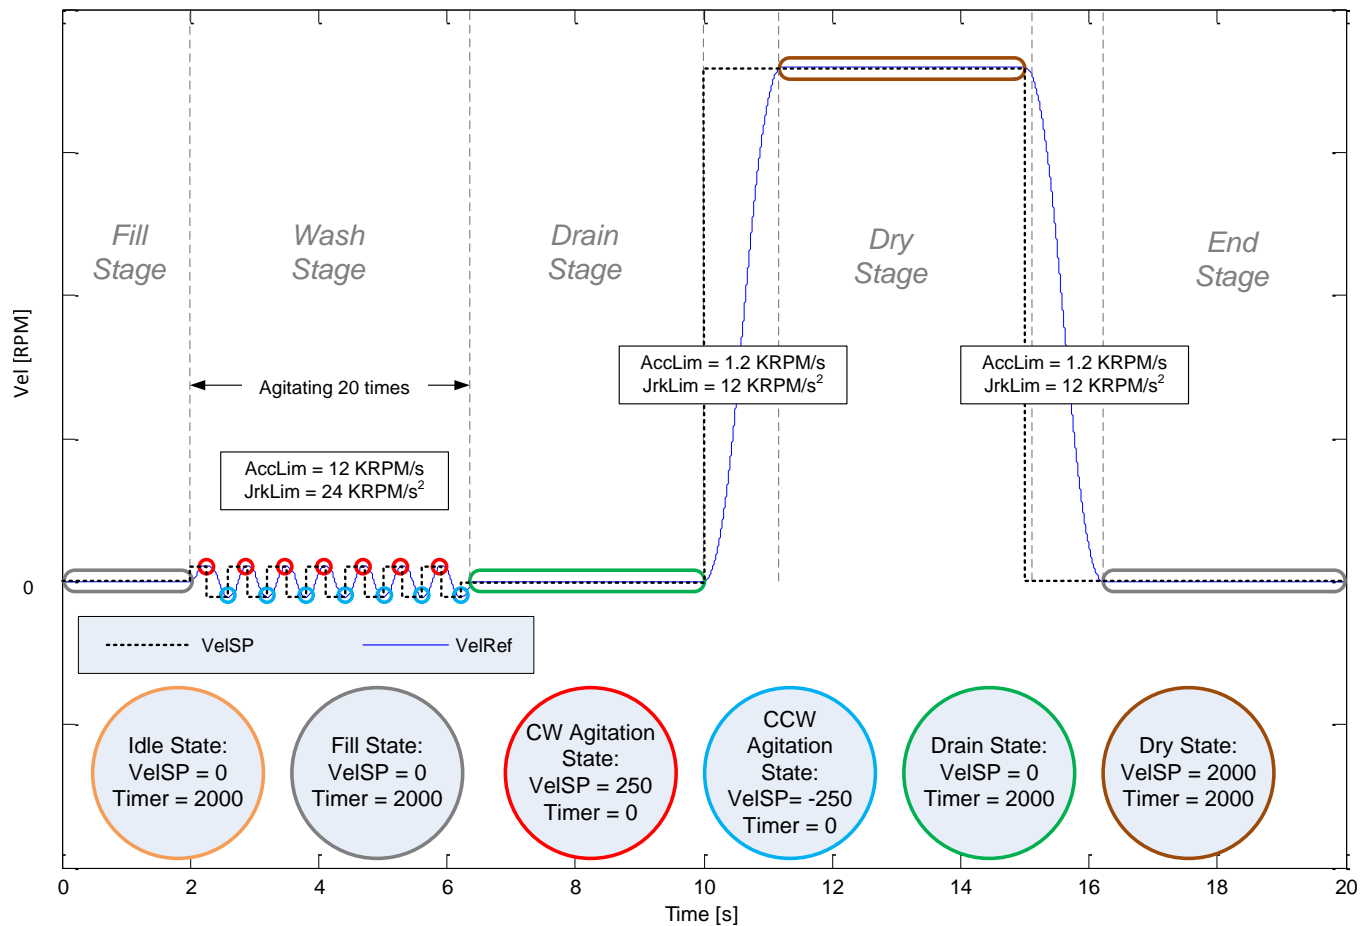 Fill
Stage
Wash
Stage
Drain
Stage
Dry
Stage
End
Stage
Vel [RPM]
AccLim = 1.2 KRPM/s
JrkLim = 12 KRPM/s²
AccLim = 1.2 KRPM/s
JrkLim = 12 KRPM/s²
Agitating 20 times
AccLim = 12 KRPM/s
JrkLim = 24 KRPM/s²
0
VelSP
VelRef
Idle State:
VelSP = 0
Timer = 2000
Fill State:
VelSP = 0
Timer = 2000
CW Agitation
State:
VelSP = 250
Timer = 0
CCW
Agitation
State:
VelSP= -250
Timer = 0
Drain State:
VelSP = 0
Timer = 2000
Dry State:
VelSP = 2000
Timer = 2000
0 2 4 6 8 10 12 14 16 18 20
Time [s]